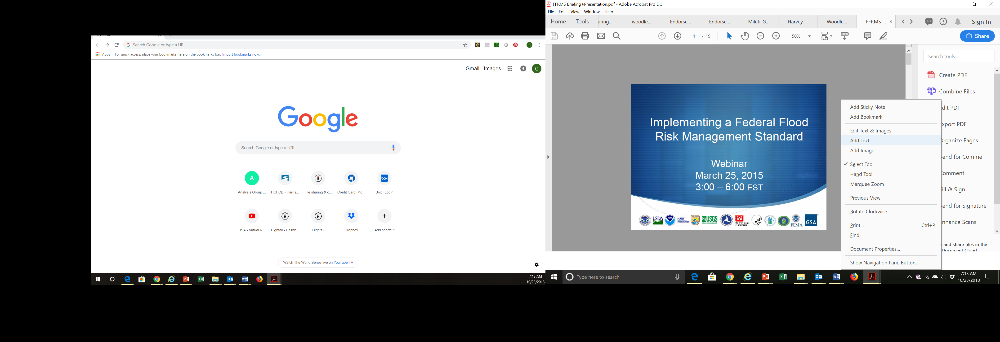 Search Google or type a URL
G
Apps For quick access, place your bookmarks here on the bookmarks bar. Import bookmarks now...
Gmail Images G
Google
Search Google or type a URL
A box
Analysis Group ... HCFCD - Harris... File sharing & c... Credit Card, Mo... Box | Login
USA - Virtual R... Hightail - Dashb... Hightail Dropbox Add shortcut
Watch The World Series live on YouTube TV
7:13 AM
10/23/2018
FFRMS Briefing+Presentation.pdf - Adobe Acrobat Pro DC
File Edit View Window Help
Home Tools aring... woodle... Endorse... Endorse... Mileti_G... Harvey ... Woodle... FFRMS ... × Sign In
1 / 19 50% Share
Search tools
Create PDF
Combine Files
dit PDF
xport PDF
rganize Pages
end for Comme
omment
ill & Sign
end for Signature
nhance Scans
and share files in the
Document Cloud
Implementing a Federal Flood
Risk Management Standard
Webinar
March 25, 2015
3:00 – 6:00 EST
USDA NIST USGS US Army Corps of Engineers. FEMA GSA
Add Sticky Note
Add Bookmark
Edit Text & Images
Add Text
Add Image...
Select Tool
Hand Tool
Marquee Zoom
Previous View
Rotate Clockwise
Print... Ctrl+P
Find
Document Properties...
Show Navigation Pane Buttons
Type here to search
7:13 AM
10/23/2018